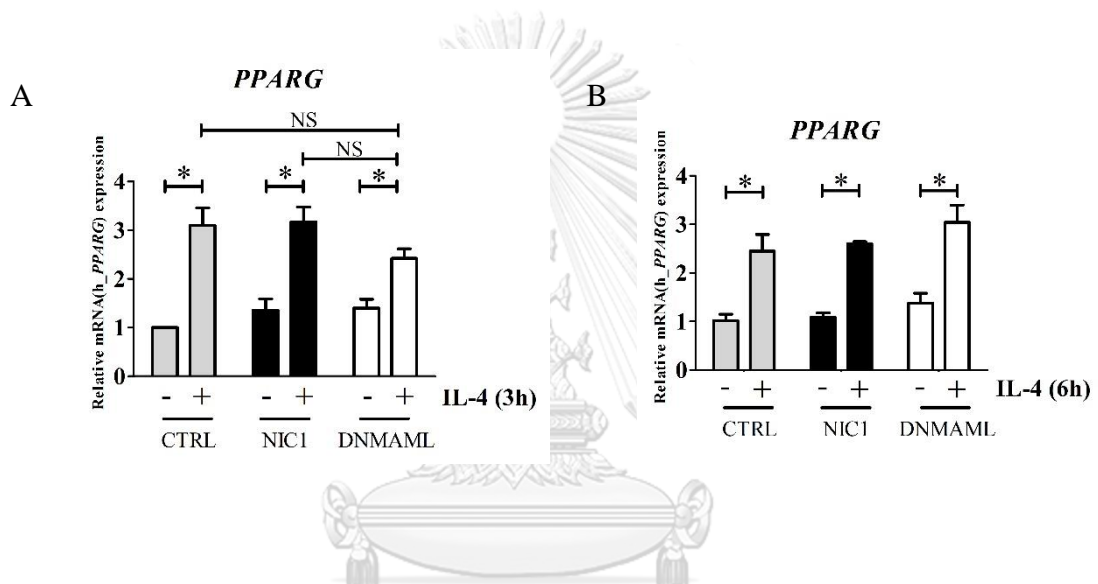 A
PPARG
NS
NS
* * *
Relative mRNA(h_PPARG) expression
4
3
2
1
0
- + - + - + IL-4 (3h)
CTRL NIC1 DNMAML
B
PPARG
* * *
Relative mRNA(h_PPARG) expression
4
3
2
1
0
- + - + - + IL-4 (6h)
CTRL NIC1 DNMAML